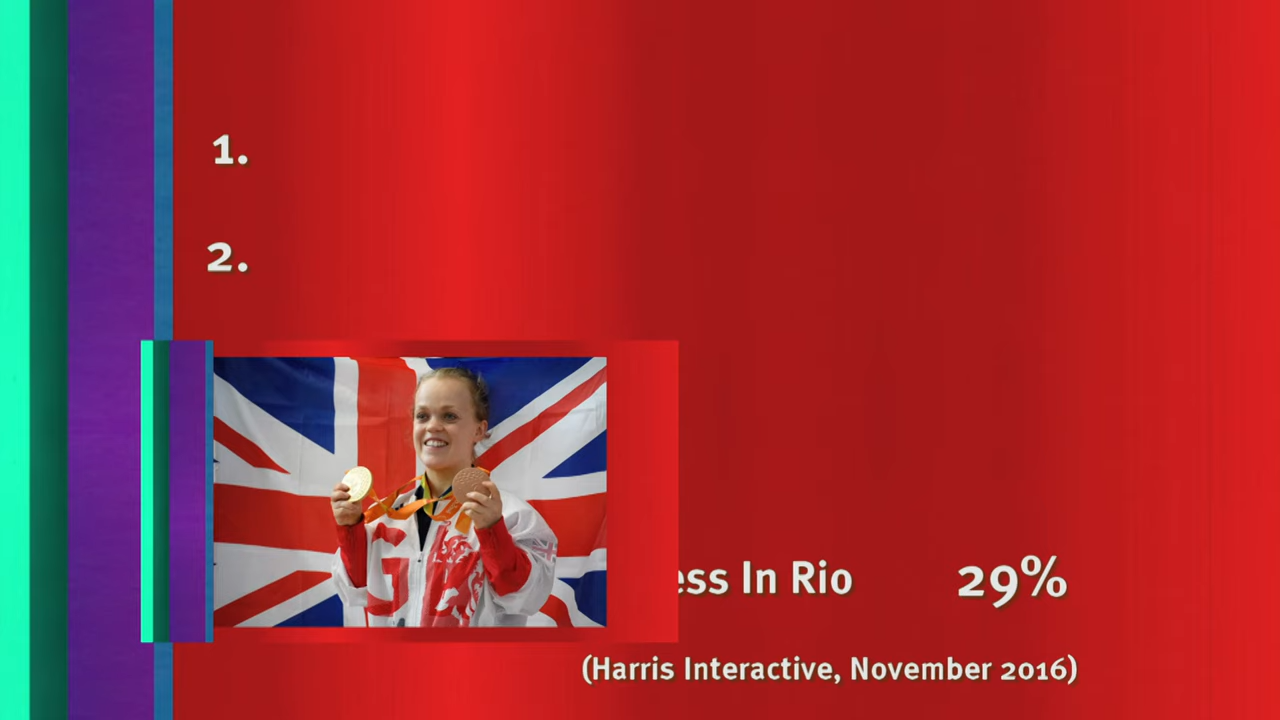 1.
2.
ess In Rio 29%
(Harris Interactive, November 2016)